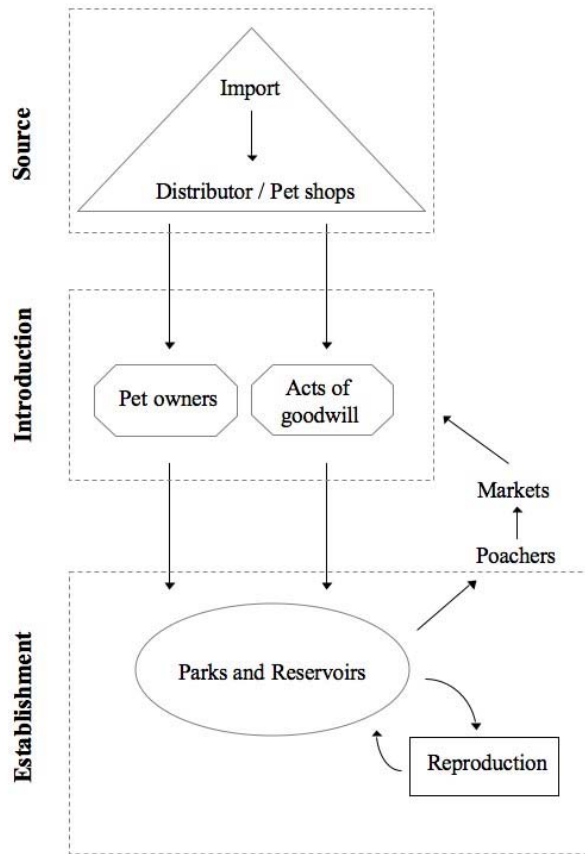 Source
Import
Distributor / Pet shops
Introduction
Pet owners
Acts of
goodwill
Markets
Poachers
Establishment
Parks and Reservoirs
Reproduction